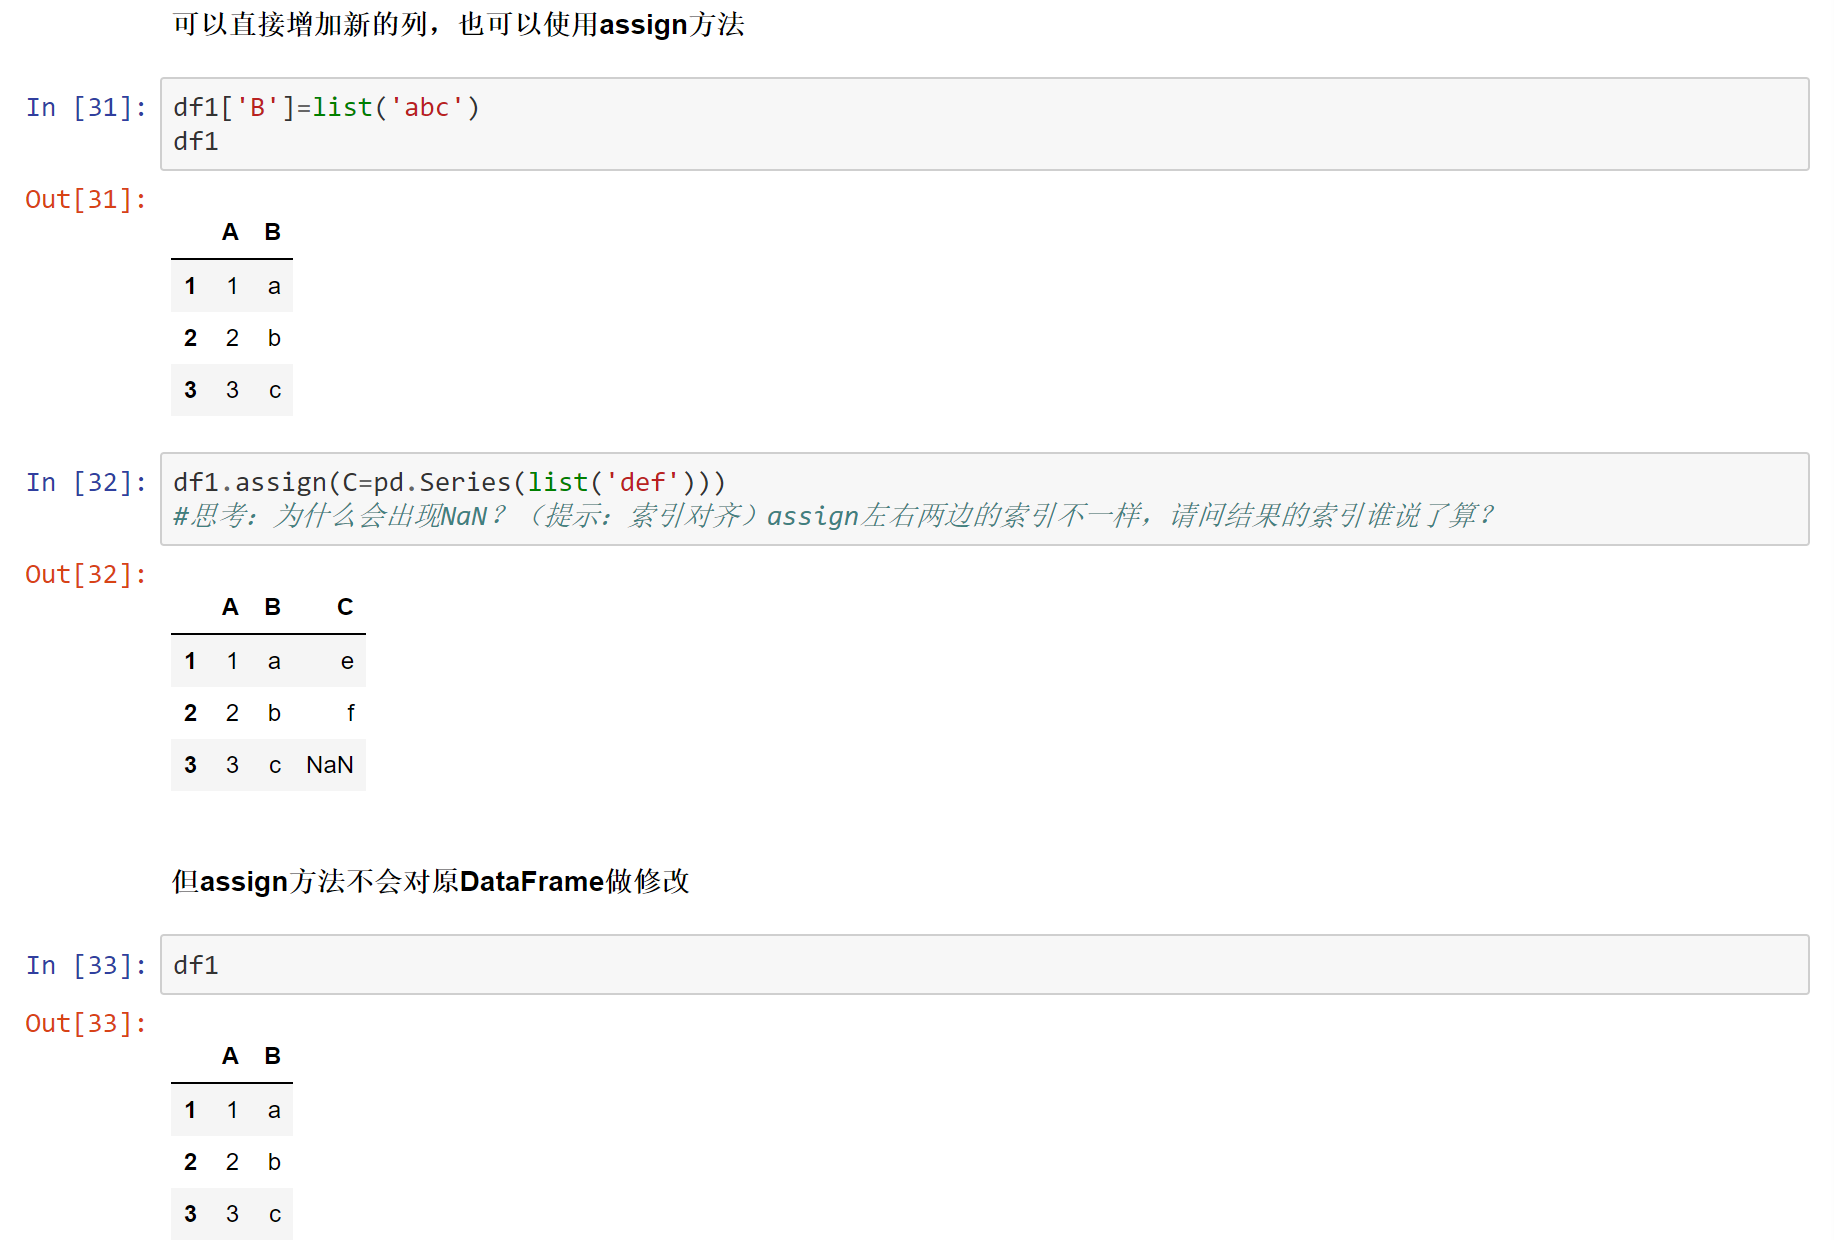 可以直接增加新的列，也可以使用assign方法
In [31]: df1['B']=list('abc')
df1
Out[31]:
A B
1 1 a
2 2 b
3 3 c
In [32]: df1.assign(C=pd.Series(list('def')))
#思考：为什么会出现NaN？（提示：索引对齐）assign左右两边的索引不一样，请问结果的索引谁说了算？
Out[32]:
A B C
1 1 a e
2 2 b f
3 3 c NaN
但assign方法不会对原DataFrame做修改
In [33]: df1
Out[33]:
A B
1 1 a
2 2 b
3 3 c